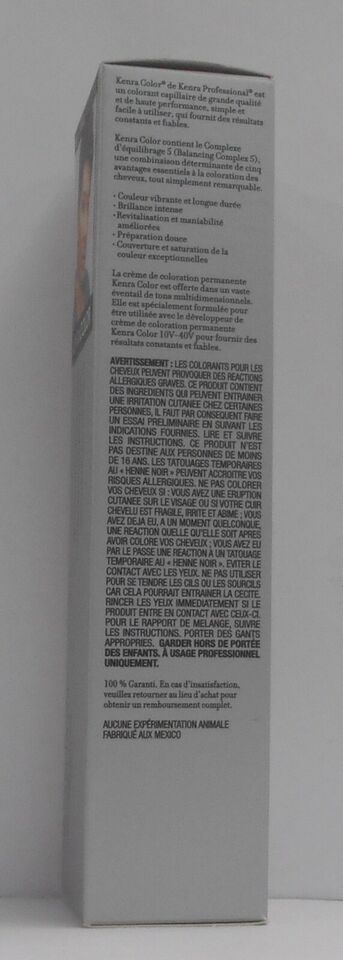 Kenra Color® de Kenra Professional® est
un colorant capillaire de grande qualité
et de haute performance, simple et
facile à utiliser, qui fournit des résultats
constants et fiables.
Kenra Color contient le Complexe
d'équilibrage 5 (Balancing Complex 5),
une combinaison déterminante de cinq
avantages essentiels à la coloration des
cheveux, tout simplement remarquable.
• Couleur vibrante et longue durée
• Brillance intense
• Revitalisation et maniabilité
améliorées
• Préparation douce
• Couverture et saturation de la
couleur exceptionnelles
La crème de coloration permanente
Kenra Color est offerte dans un vaste
éventail de tons multidimensionnels.
Elle est spécialement formulée pour
être utilisée avec le développeur de
crème de coloration permanente
Kenra Color 10V-40V pour fournir des
résultats constants et fiables.
AVERTISSEMENT : LES COLORANTS POUR LES
CHEVEUX PEUVENT PROVOQUER DES REACTIONS
ALLERGIQUES GRAVES. CE PRODUIT CONTIENT
DES INGREDIENTS QUI PEUVENT ENTRAINER
UNE IRRITATION CUTANEE CHEZ CERTAINES
PERSONNES, IL FAUT PAR CONSEQUENT FAIRE
UN ESSAI PRELIMINAIRE EN SUIVANT LES
INDICATIONS FOURNIES. LIRE ET SUIVRE
LES INSTRUCTIONS. CE PRODUIT N'EST
PAS DESTINE AUX PERSONNES DE MOINS
DE 16 ANS. LES TATOUAGES TEMPORAIRES
AU « HENNE NOIR » PEUVENT ACCROITRE VOS
RISQUES ALLERGIQUES. NE PAS COLORER
VOS CHEVEUX SI : VOUS AVEZ UNE ERUPTION
CUTANEE SUR LE VISAGE OU SI VOTRE CUIR
CHEVELU EST FRAGILE, IRRITE ET ABIME ; VOUS
AVEZ DEJA EU, A UN MOMENT QUELCONQUE,
UNE REACTION QUELLE QU'ELLE SOIT APRES
AVOIR COLORE VOS CHEVEUX ; VOUS AVEZ EU
PAR LE PASSE UNE REACTION A UN TATOUAGE
TEMPORAIRE AU « HENNE NOIR ». EVITER LE
CONTACT AVEC LES YEUX. NE PAS UTILISER
POUR SE TEINDRE LES CILS OU LES SOURCILS
CAR CELA POURRAIT ENTRAINER LA CECITE.
RINCER LES YEUX IMMEDIATEMENT SI LE
PRODUIT ENTRE EN CONTACT AVEC CEUX-CI.
POUR LE RAPPORT DE MELANGE, SUIVRE
LES INSTRUCTIONS. PORTER DES GANTS
APPROPRIES. GARDER HORS DE PORTÉE
DES ENFANTS. À USAGE PROFESSIONNEL
UNIQUEMENT.
100 % Garanti. En cas d'insatisfaction,
veuillez retourner au lieu d'achat pour
obtenir un remboursement complet.
AUCUNE EXPÉRIMENTATION ANIMALE
FABRIQUÉ AUX MEXICO